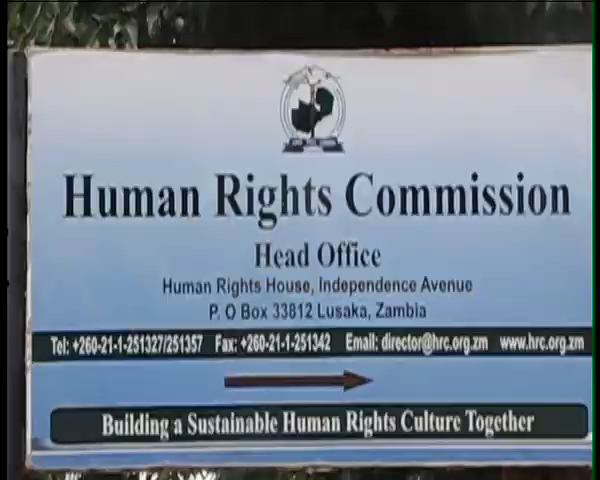 Human Rights Commission
Head Office
Human Rights House, Independence Avenue
P. O Box 33812 Lusaka, Zambia
Tel: +260-21-1-251327/251357 Fax: +260-21-1-251342 Email: director@hrc.org.zm www.hrc.org.zm
Building a Sustainable Human Rights Culture Together